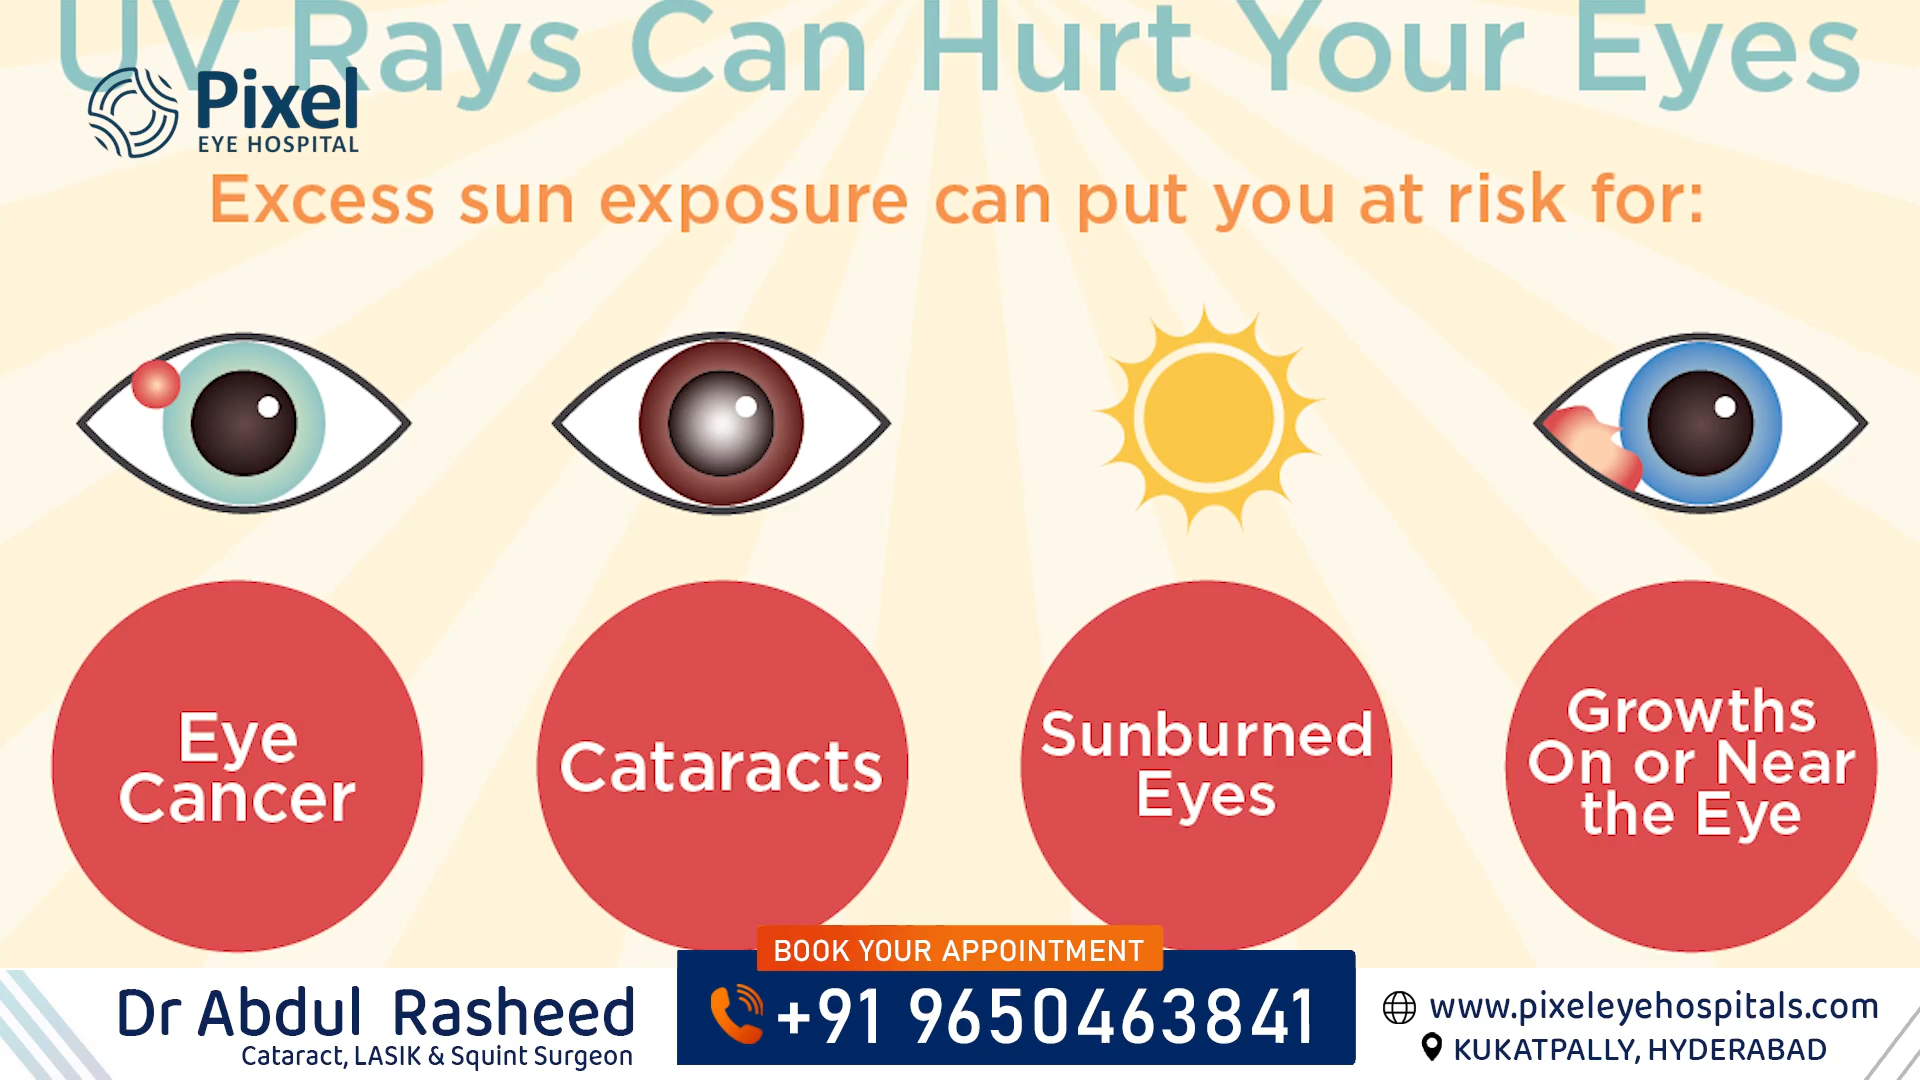 UV Rays Can Hurt Your Eyes
Pixel
EYE HOSPITAL
Excess sun exposure can put you at risk for:
Eye
Cancer
Cataracts
Sunburned
Eyes
Growths
On or Near
the Eye
BOOK YOUR APPOINTMENT
Dr Abdul Rasheed
Cataract, LASIK & Squint Surgeon
+91 9650463841
www.pixeleyehospitals.com
KUKATPALLY, HYDERABAD